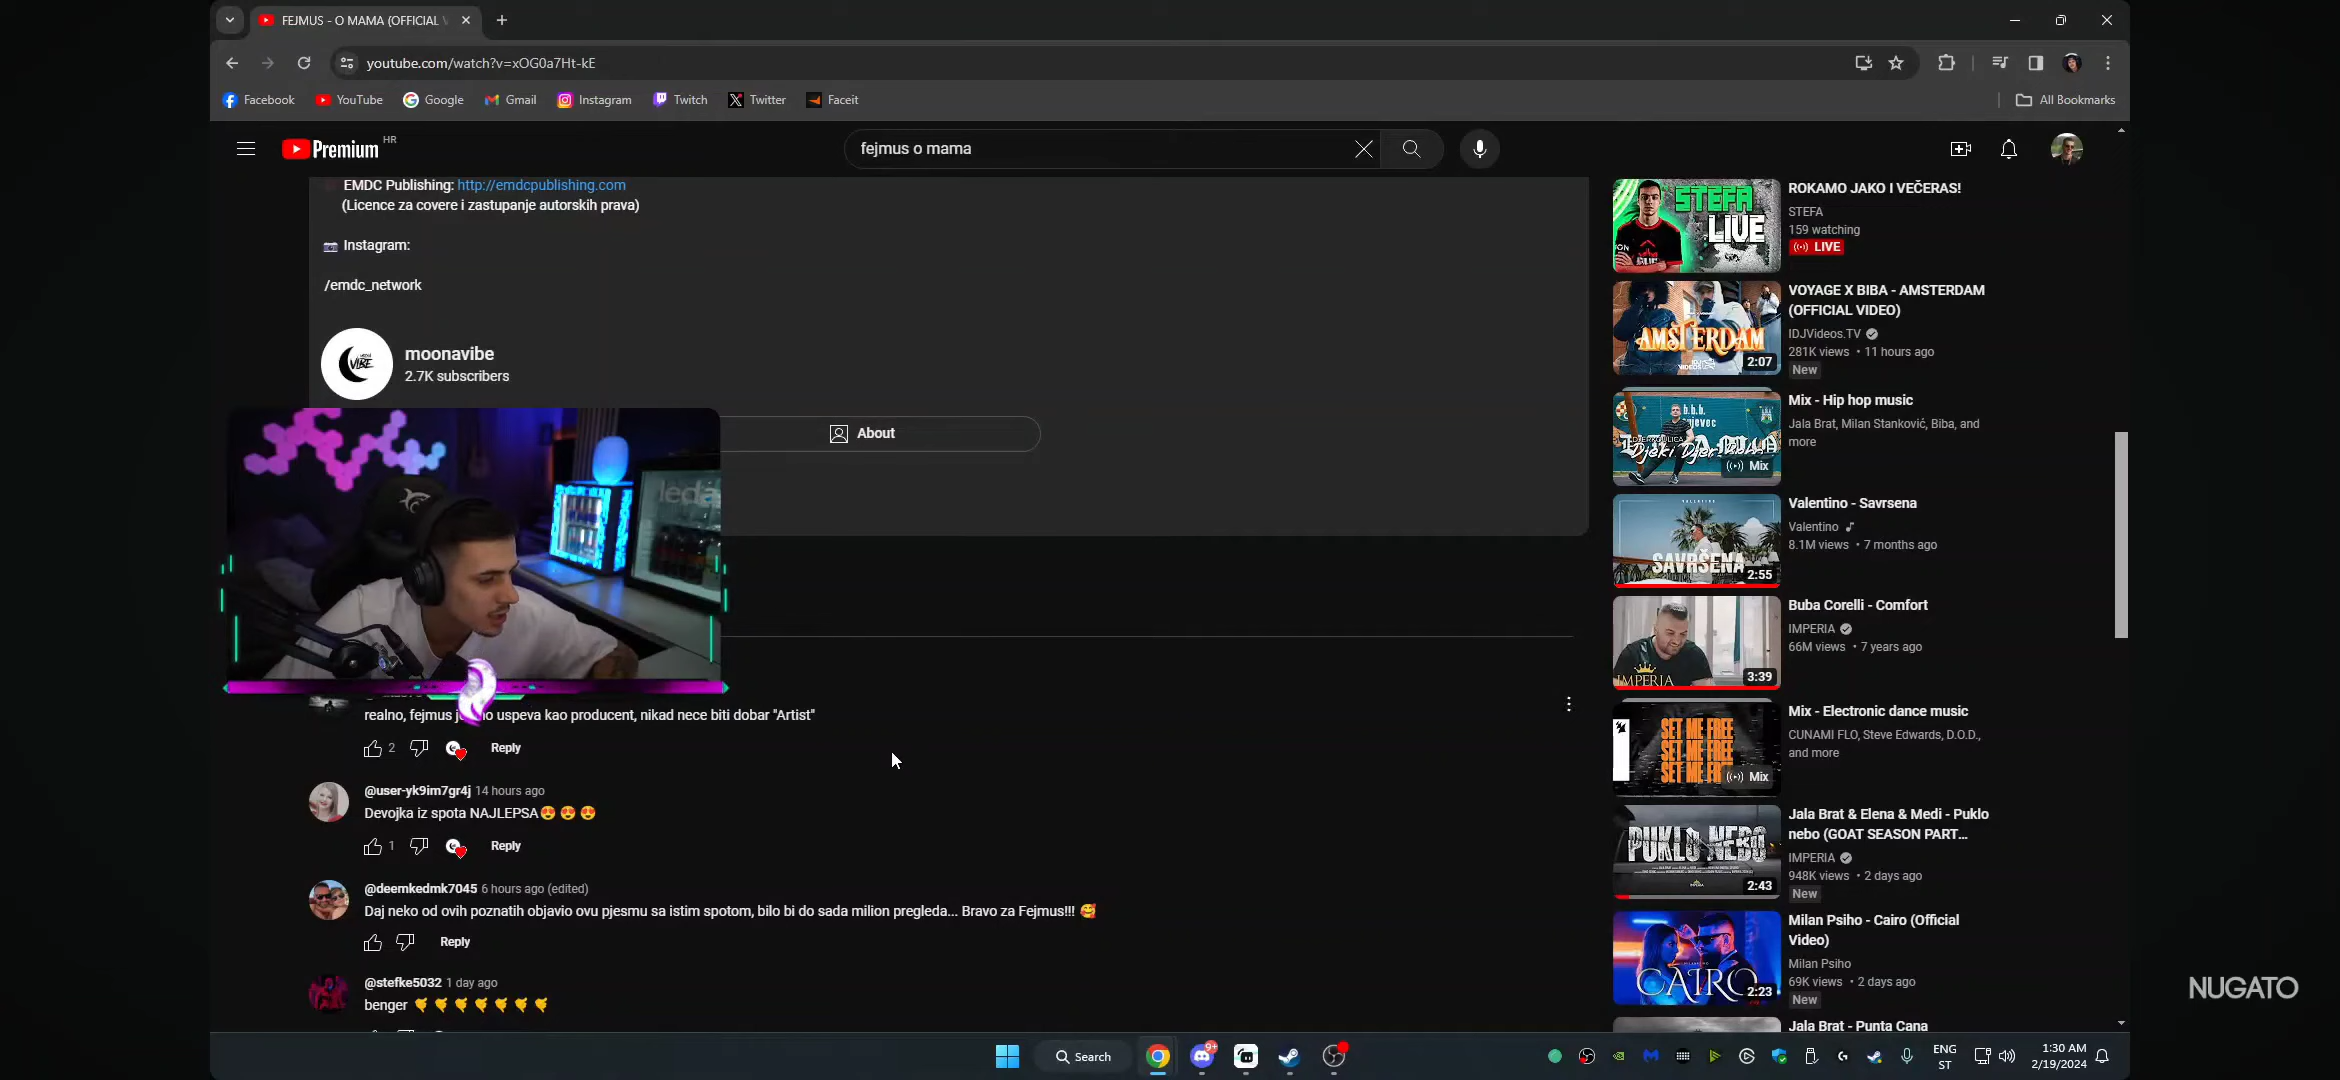 FEJMUS - O MAMA (OFFICIAL
youtube.com/watch?v=xOG0a7Ht-kE
Facebook
YouTube
Google
Gmail
Instagram
Twitch
Twitter
Faceit
All Bookmarks
Premium HR
fejmus o mama
EMDC Publishing: http://emdcpublishing.com
(Licence za covere i zastupanje autorskih prava)
Instagram:
/emdc_network
VIBE
moonavibe
2.7K subscribers
About
leda
realno, fejmus uspeva kao producent, nikad nece biti dobar "Artist"
2
Reply
@user-yk9im7gr4j 14 hours ago
Devojka iz spota NAJLEPSA😍 😍 😍
1
Reply
@deemkedmk7045 6 hours ago (edited)
Daj neko od ovih poznatih objavio ovu pjesmu sa istim spotom, bilo bi do sada milion pregleda... Bravo za Fejmus!!! 🥰
Reply
@stefke5032 1 day ago
benger 🤙 🤙 🤙 🤙 🤙 🤙 🤙
STEFA
LIVE
ROKAMO JAKO I VEČERAS!
STEFA
159 watching
LIVE
AMSTERDAM
2:07
VOYAGE X BIBA - AMSTERDAM
(OFFICIAL VIDEO)
IDJVideos.TV
281K views • 11 hours ago
New
Mix
Mix - Hip hop music
Jala Brat, Milan Stanković, Biba, and
more
SAVRŠENA
2:55
Valentino - Savrsena
Valentino
8.1M views • 7 months ago
IMPERIA
3:39
Buba Corelli - Comfort
IMPERIA
66M views • 7 years ago
SET ME FREE
SET ME FREE
SET ME FREE
Mix
Mix - Electronic dance music
CUNAMI FLO, Steve Edwards, D.O.D.,
and more
PUKLO NEBO
2:43
Jala Brat & Elena & Medi - Puklo
nebo (GOAT SEASON PART...
IMPERIA
948K views • 2 days ago
New
CAIRO
2:23
Milan Psiho - Cairo (Official
Video)
Milan Psiho
69K views • 2 days ago
New
Jala Brat - Punta Cana
NUGATO
Search
9+
ENG
ST
1:30 AM
2/19/2024